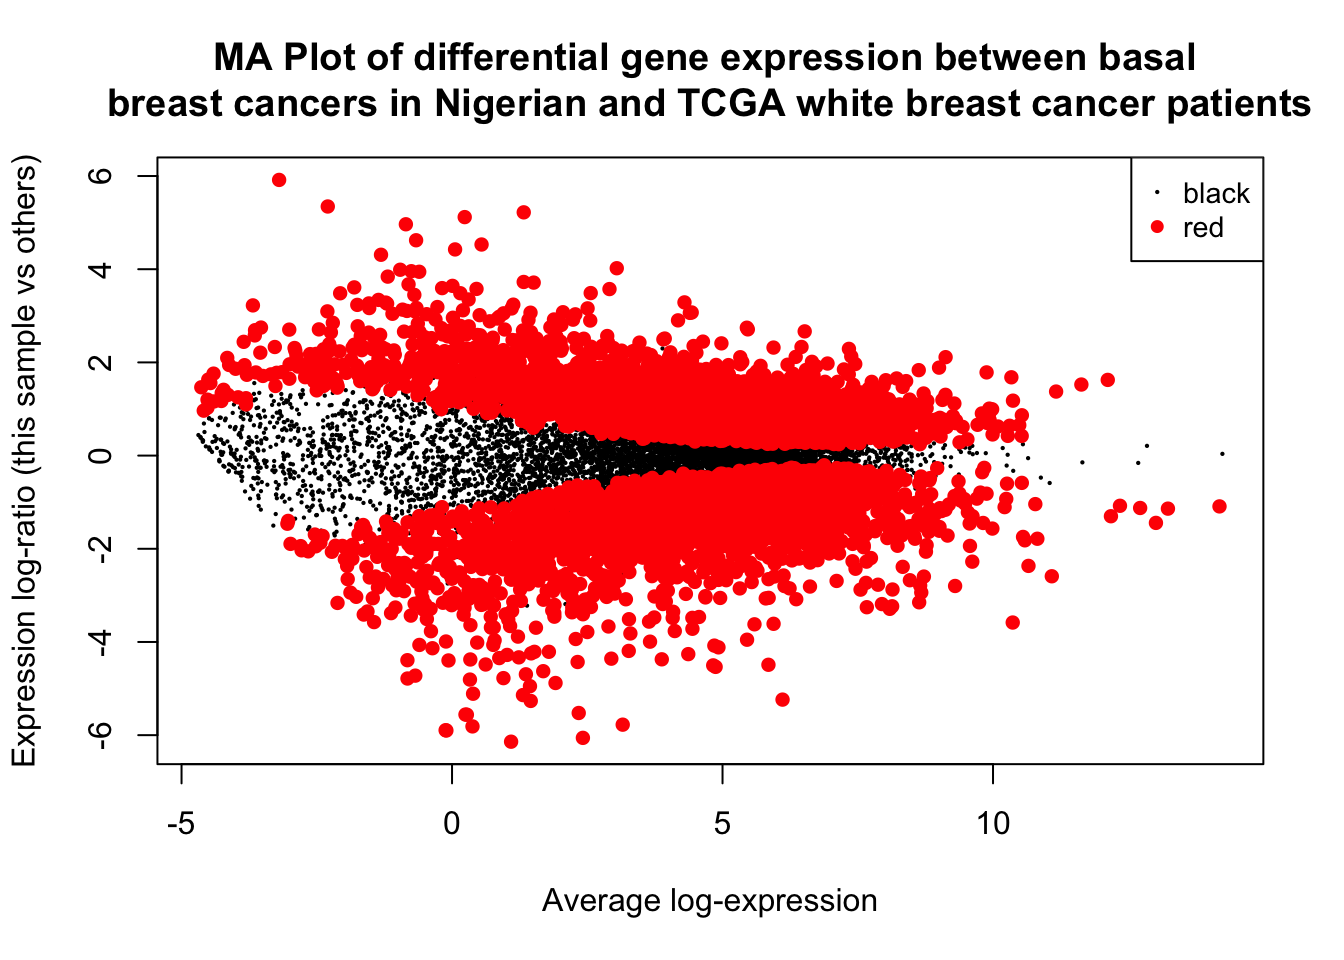 MA Plot of differential gene expression between basal
breast cancers in Nigerian and TCGA white breast cancer patients
Expression log-ratio (this sample vs others)
6
4
2
0
-2
-4
-6
black
red
-5
0
5
10
Average log-expression